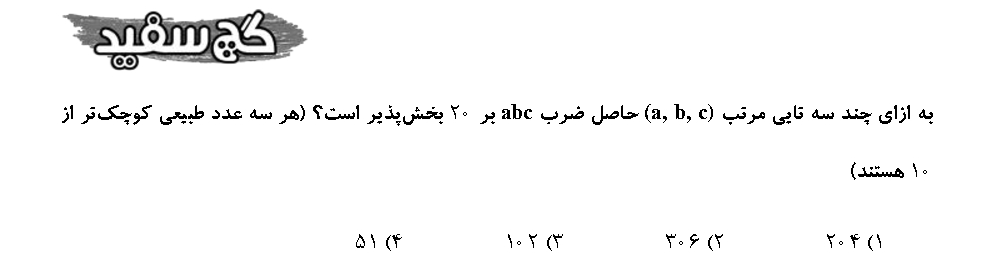 گچ سفید
به ازای چند سه تایی مرتب (a, b, c) حاصل ضرب abc بر ۲۰ بخش‌پذیر است؟ (هر سه عدد طبیعی کوچک‌تر از
۱۰ هستند)
۱) ۲۰۴ ۲) ۳۰۶ ۳) ۱۰۲ ۴) ۵۱